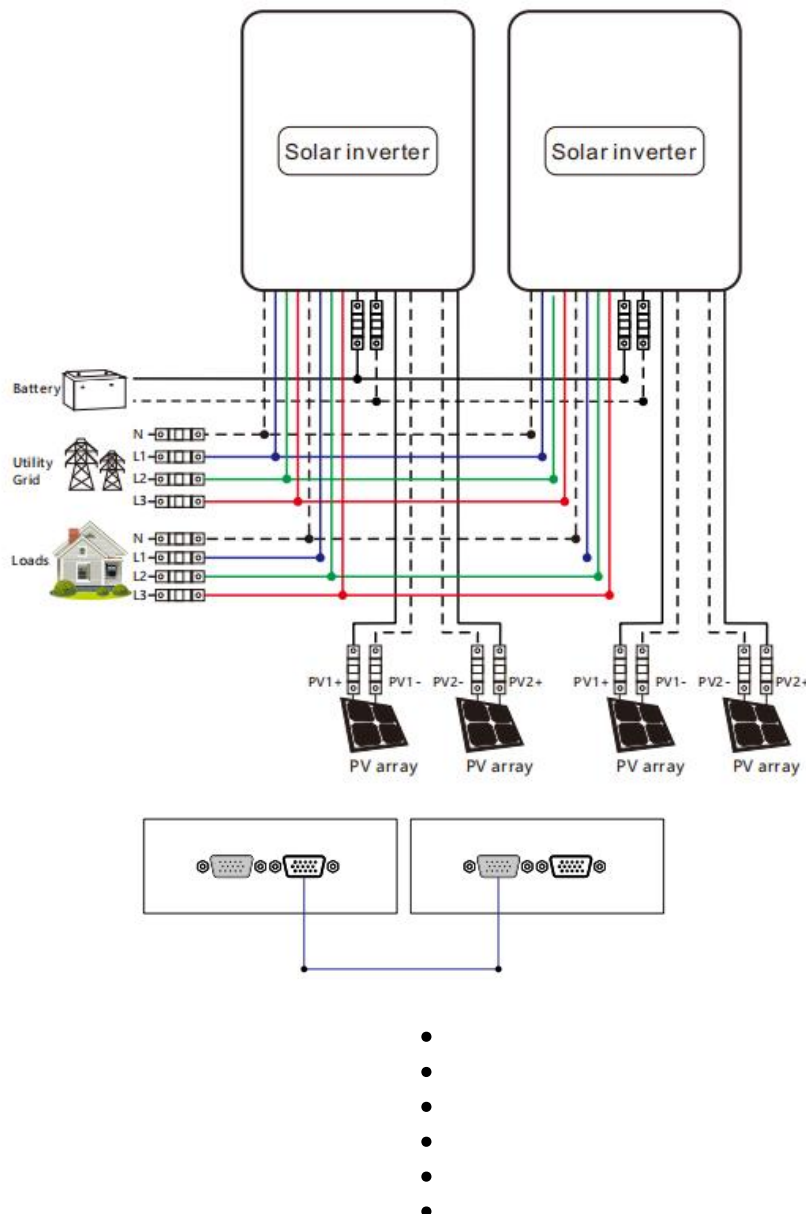 Solar inverter
Solar inverter
Battery
Utility
Grid
N
L1
L2
L3
Loads
N
L1
L2
L3
PV1+
PV1-
PV2-
PV2+
PV1+
PV1-
PV2-
PV2+
PV array
PV array
PV array
PV array